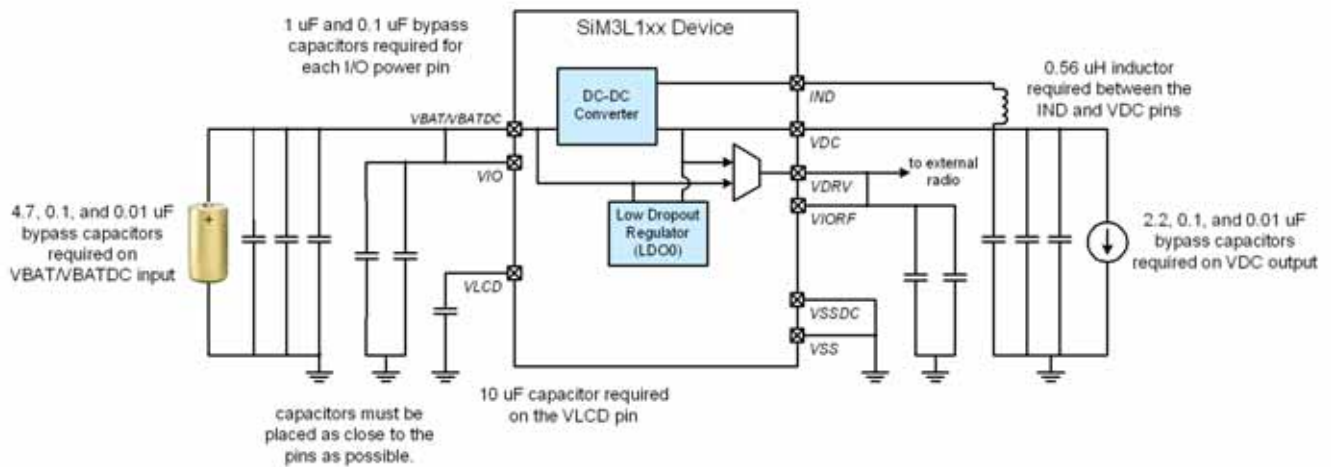 1 uF and 0.1 uF bypass
capacitors required for
each I/O power pin
SiM3L1xx Device
DC-DC
Converter
IND
0.56 uH inductor
required between the
IND and VDC pins
VBAT/VBATDC
VDC
VIO
to external
radio
VDRV
VIORF
Low Dropout
Regulator
(LDO0)
+
4.7, 0.1, and 0.01 uF
bypass capacitors
required on
VBAT/VBATDC input
2.2, 0.1, and 0.01 uF
bypass capacitors
required on VDC output
VLCD
VSSDC
VSS
10 uF capacitor required
on the VLCD pin
capacitors must be
placed as close to the
pins as possible.